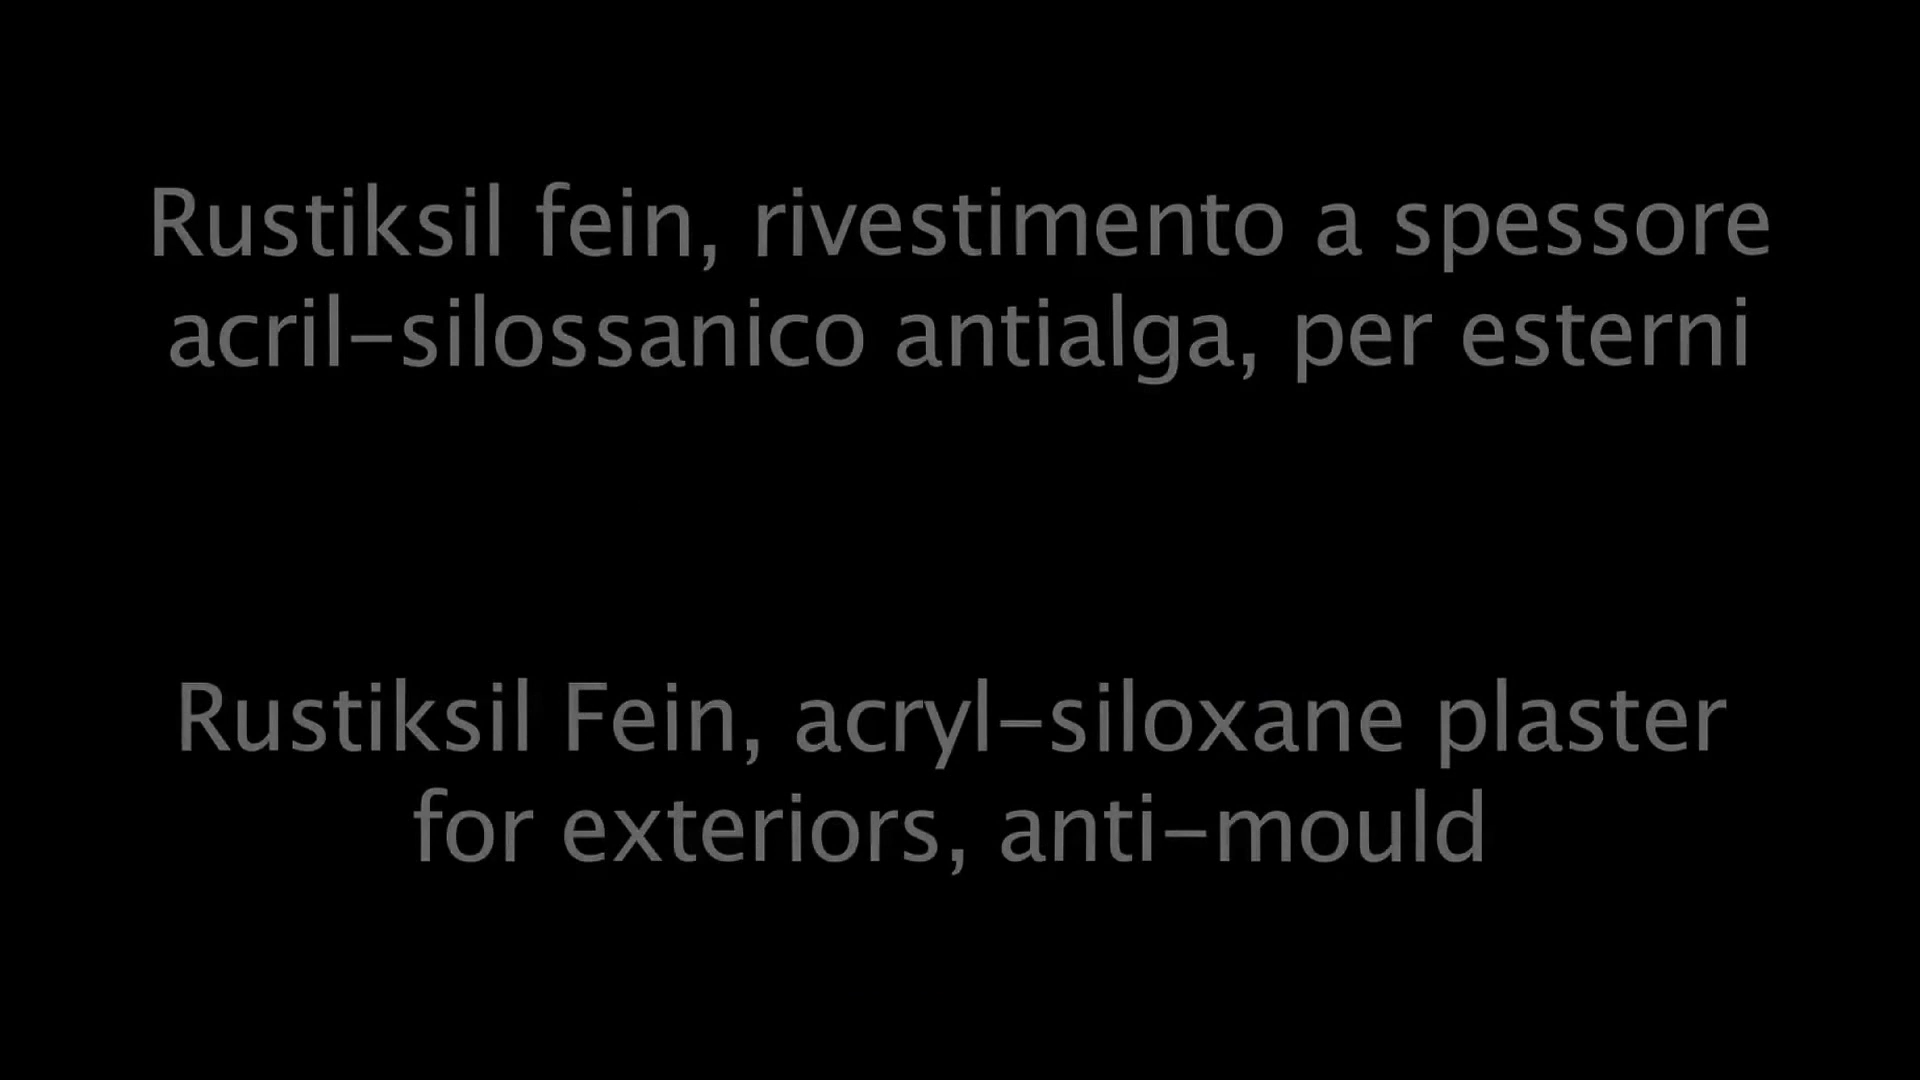 Rustiksil fein, rivestimento a spessore
acril-silossanico antialga, per esterni
Rustiksil Fein, acryl-siloxane plaster
for exteriors, anti-mould